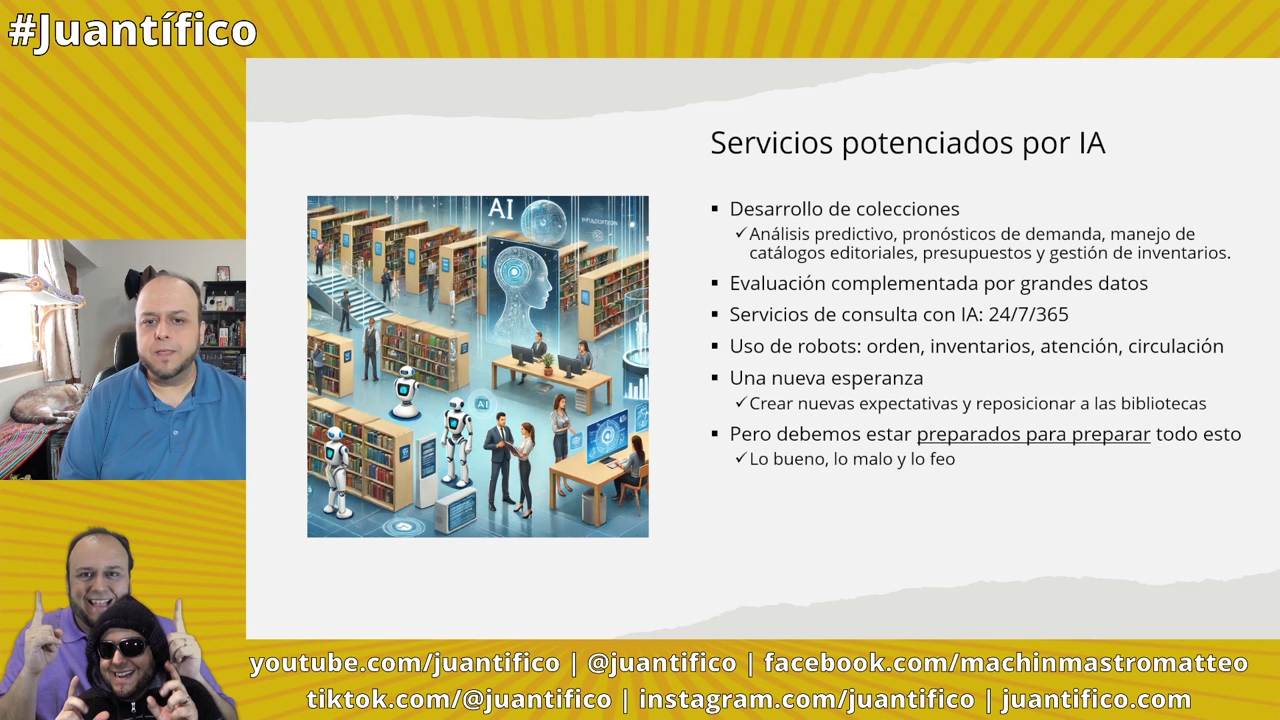 #Juantífico
Servicios potenciados por IA
▪ Desarrollo de colecciones
✓Análisis predictivo, pronósticos de demanda, manejo de
catálogos editoriales, presupuestos y gestión de inventarios.
▪ Evaluación complementada por grandes datos
▪ Servicios de consulta con IA: 24/7/365
▪ Uso de robots: orden, inventarios, atención, circulación
▪ Una nueva esperanza
✓Crear nuevas expectativas y reposicionar a las bibliotecas
▪ Pero debemos estar preparados para preparar todo esto
✓Lo bueno, lo malo y lo feo
AI
AI
youtube.com/juantifico | @juantifico | facebook.com/machinmastromatteo
tiktok.com/@juantifico | instagram.com/juantifico | juantifico.com